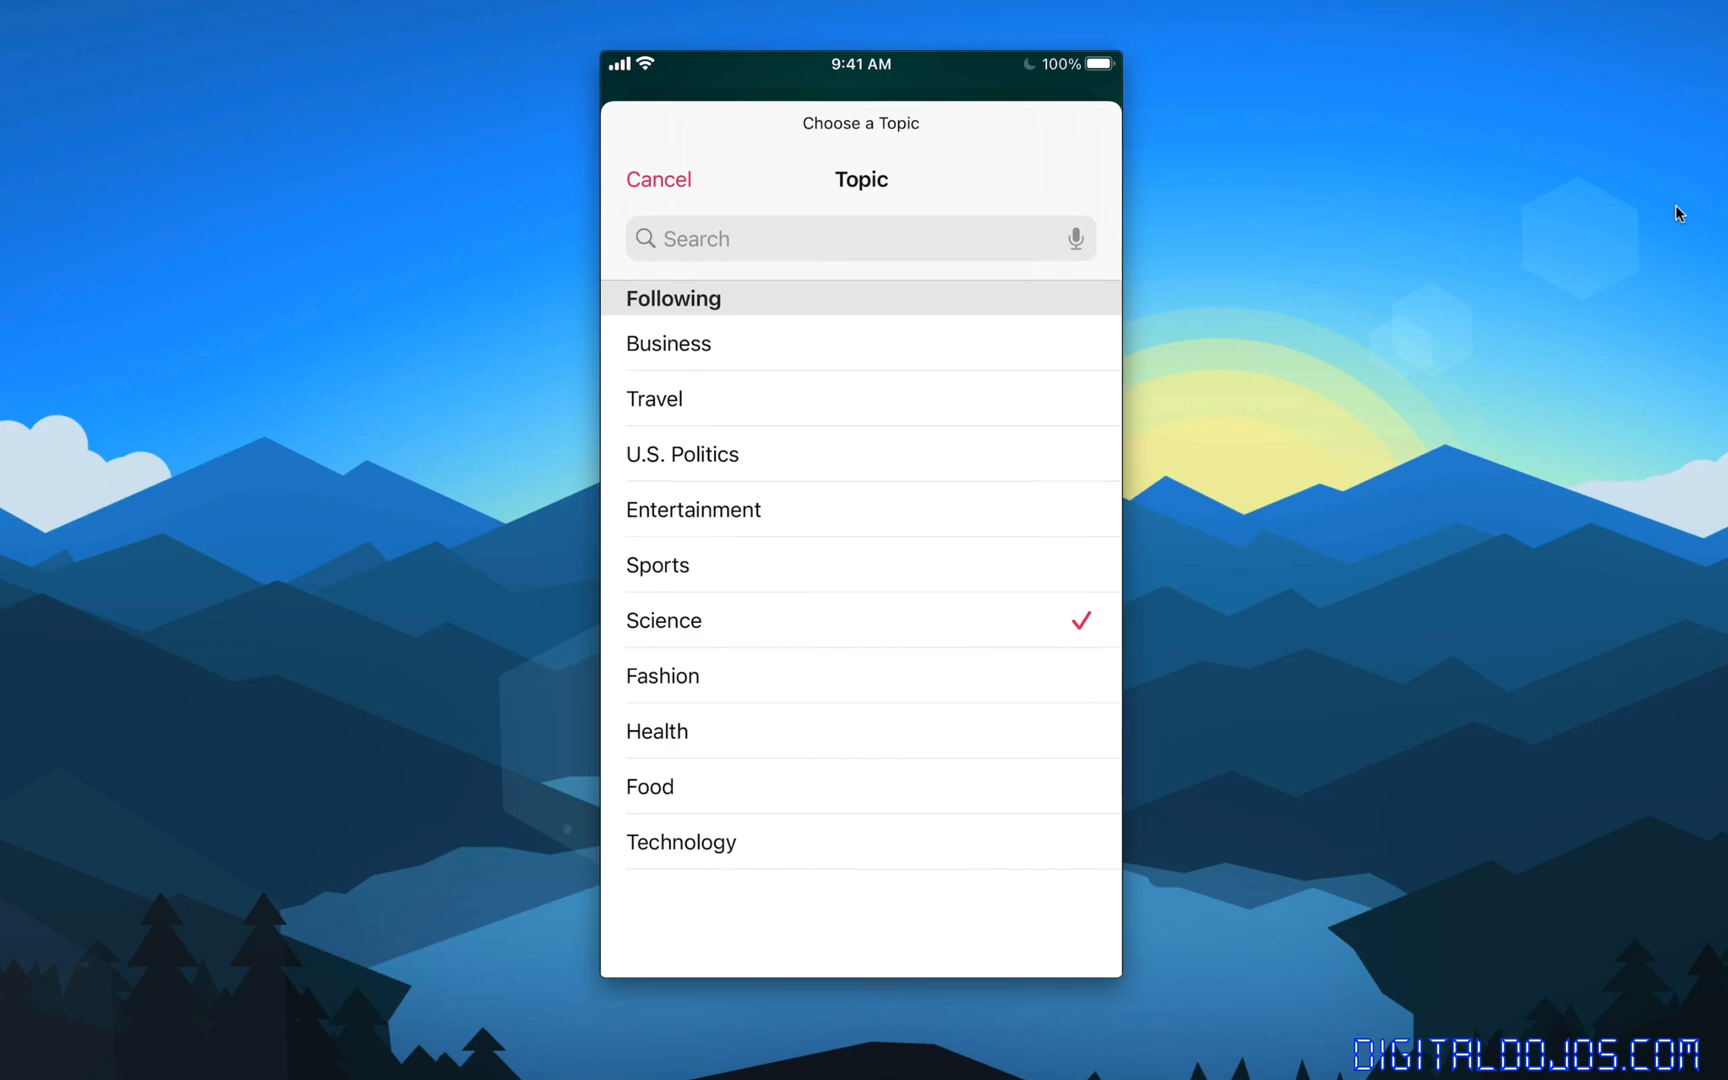 9:41 AM
100%
Choose a Topic
Cancel
Topic
Search
Following
Business
Travel
U.S. Politics
Entertainment
Sports
Science
Fashion
Health
Food
Technology
DIGITALDOJOS.COM